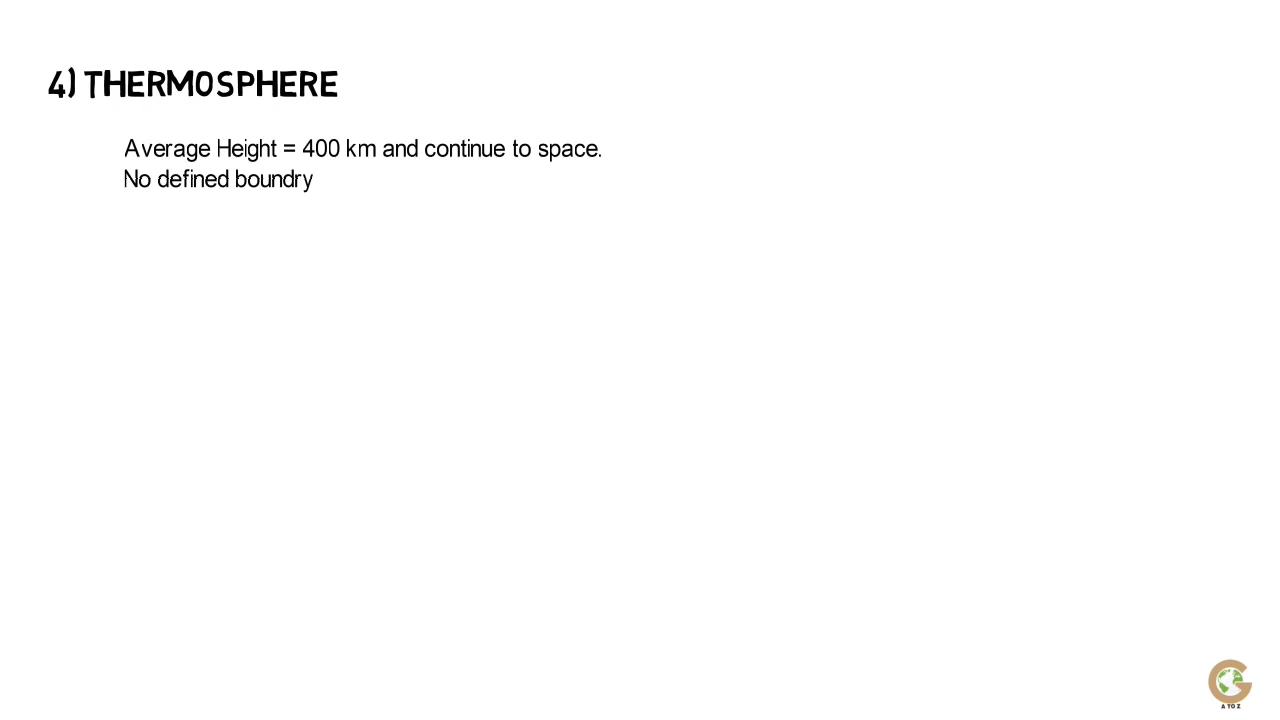 4) THERMOSPHERE
Average Height = 400 km and continue to space.
No defined boundry
A TO Z